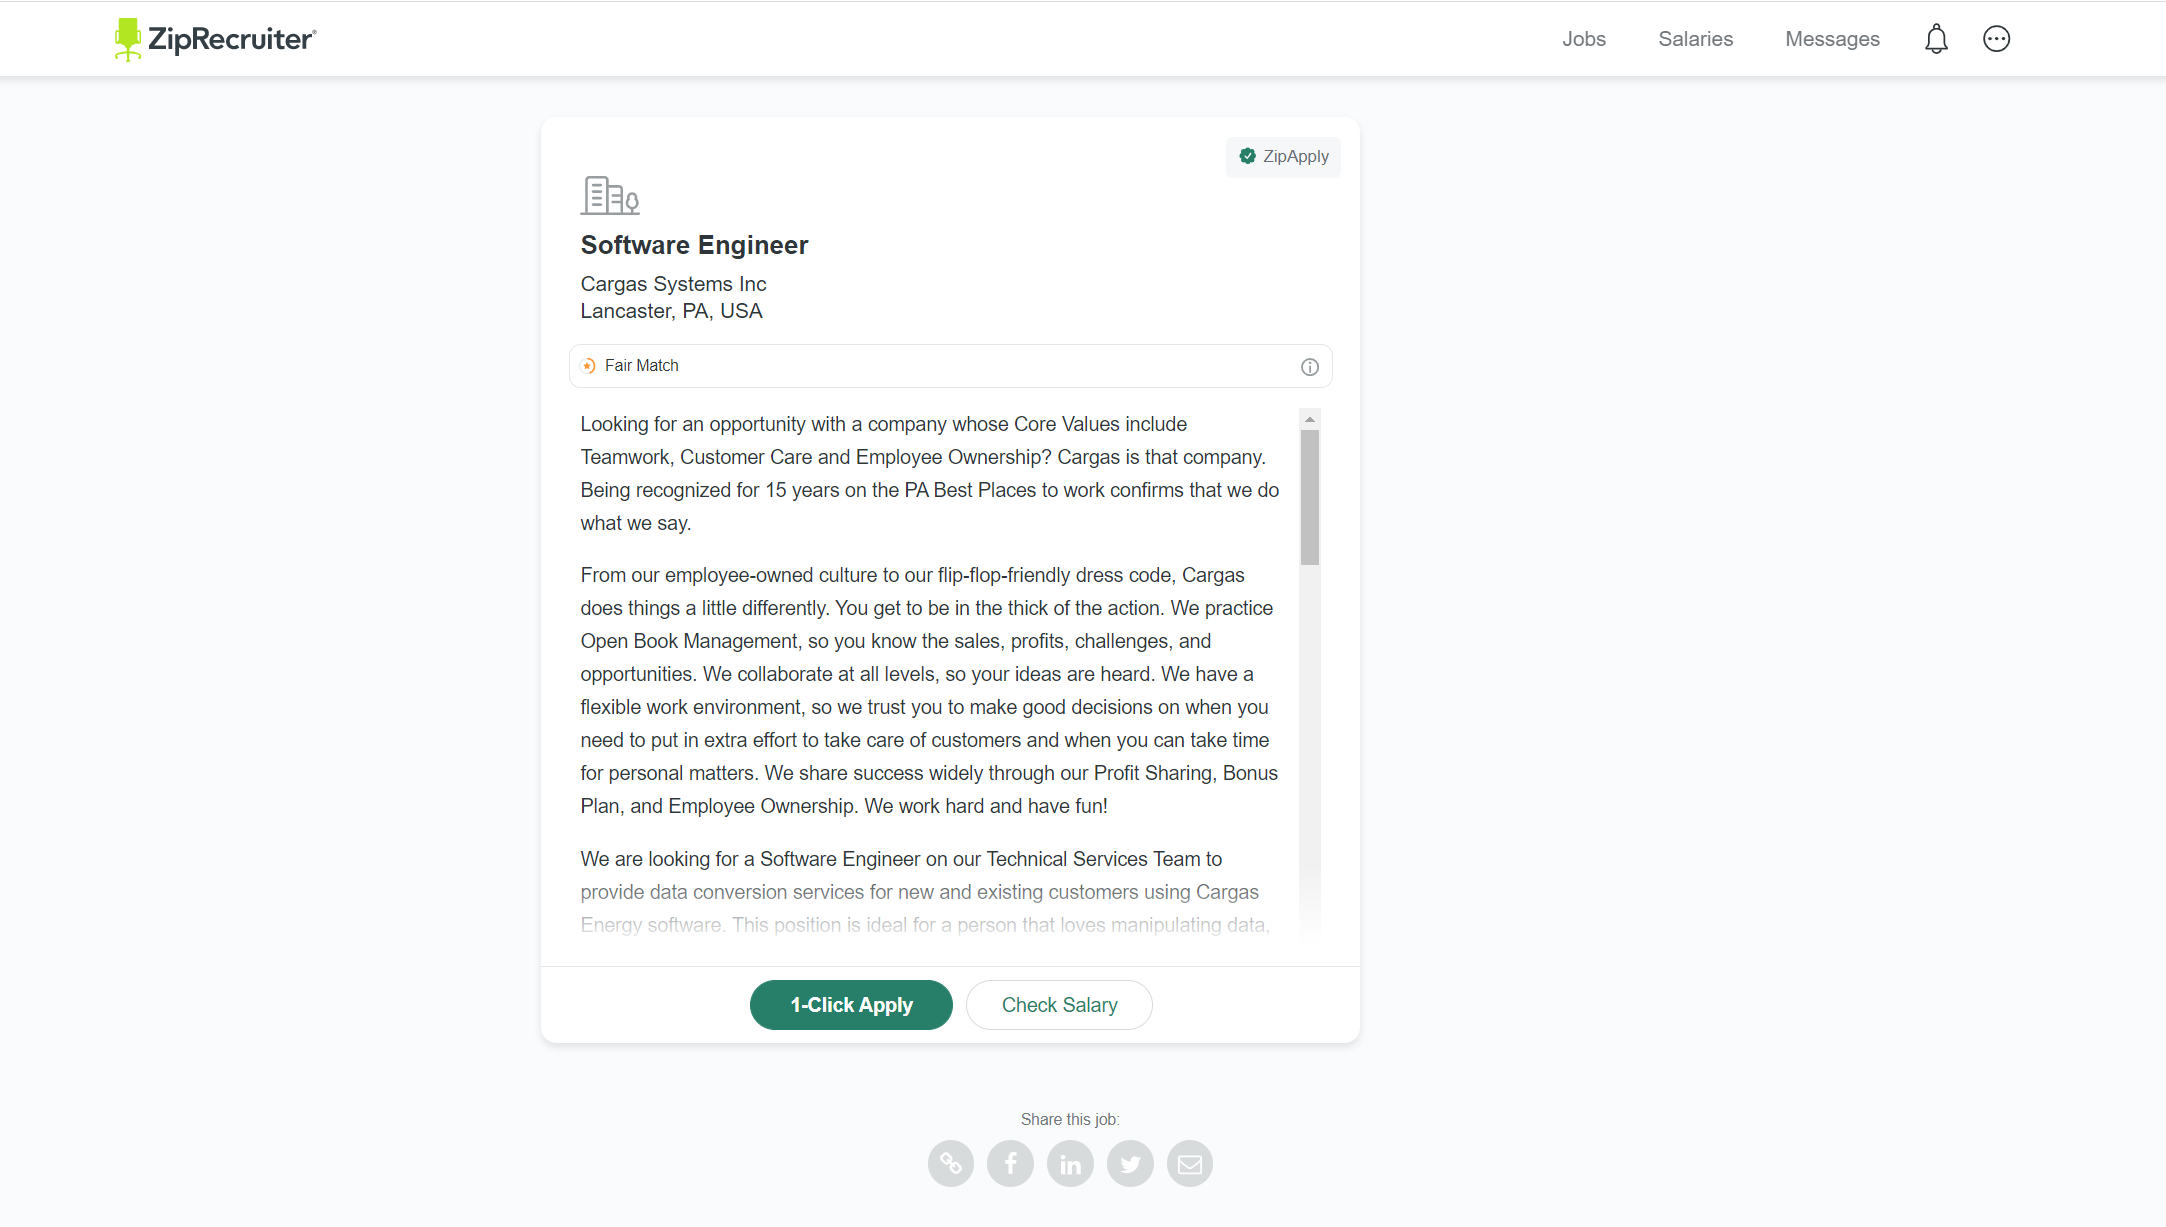 ZipRecruiter®
Jobs
Salaries
Messages
ZipApply
Software Engineer
Cargas Systems Inc
Lancaster, PA, USA
Fair Match
Looking for an opportunity with a company whose Core Values include
Teamwork, Customer Care and Employee Ownership? Cargas is that company.
Being recognized for 15 years on the PA Best Places to work confirms that we do
what we say.
From our employee-owned culture to our flip-flop-friendly dress code, Cargas
does things a little differently. You get to be in the thick of the action. We practice
Open Book Management, so you know the sales, profits, challenges, and
opportunities. We collaborate at all levels, so your ideas are heard. We have a
flexible work environment, so we trust you to make good decisions on when you
need to put in extra effort to take care of customers and when you can take time
for personal matters. We share success widely through our Profit Sharing, Bonus
Plan, and Employee Ownership. We work hard and have fun!
We are looking for a Software Engineer on our Technical Services Team to
provide data conversion services for new and existing customers using Cargas
Energy software. This position is ideal for a person that loves manipulating data,
1-Click Apply
Check Salary
Share this job: